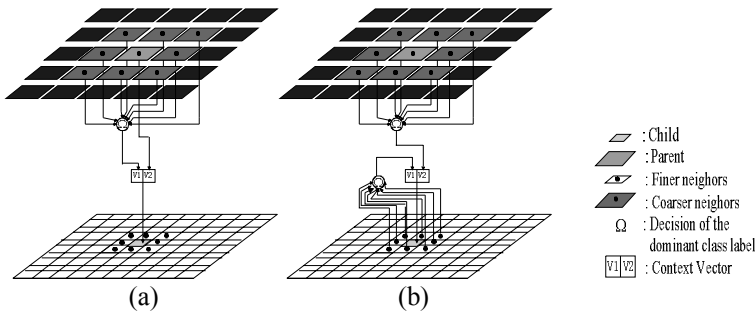 V1 V2
V1 V2
: Child
: Parent
: Finer neighors
: Coarser neighors
Ω : Decision of the
dominant class label
V1 V2 : Context Vector
(a)
(b)